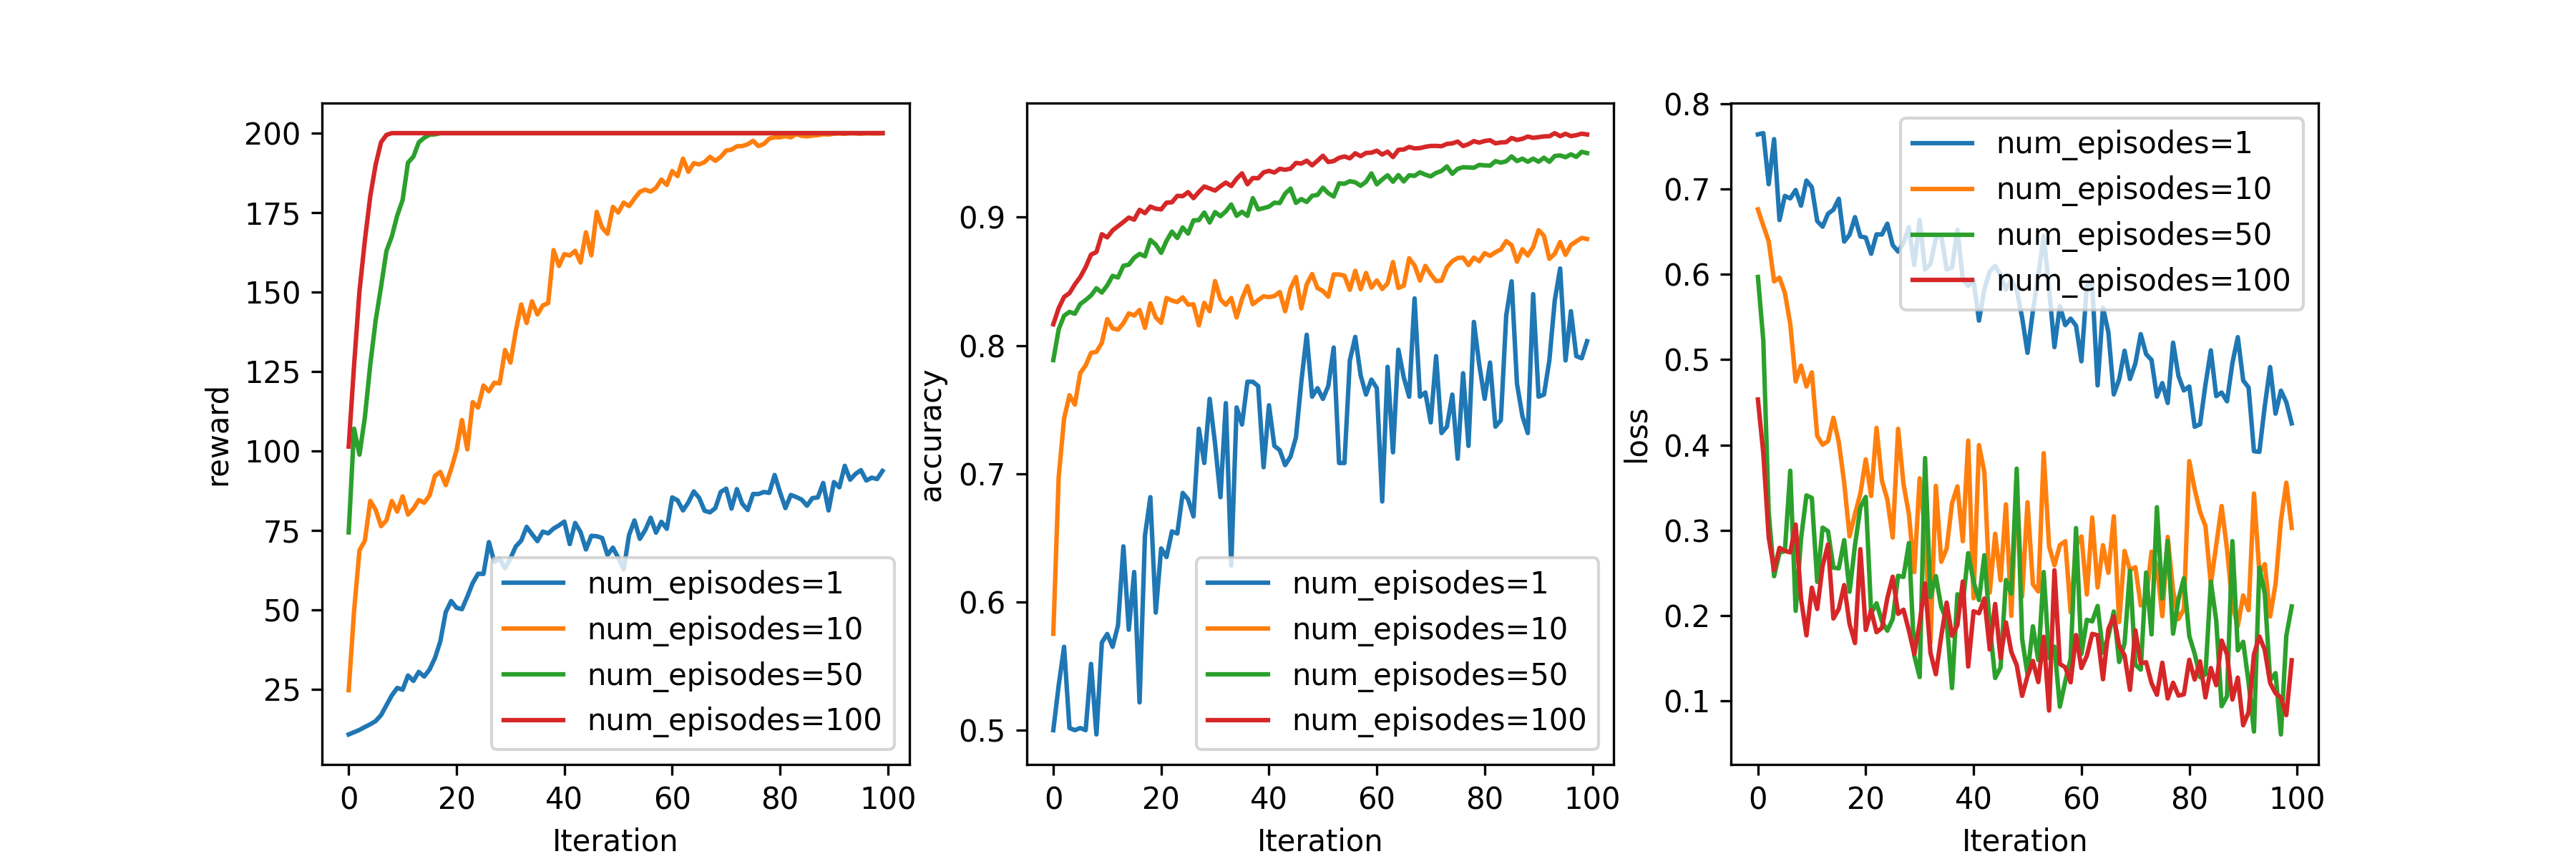 200
175
150
125
100
75
50
25
reward
0 20 40 60 80 100
Iteration
num_episodes=1
num_episodes=10
num_episodes=50
num_episodes=100
0.9
0.8
0.7
0.6
0.5
accuracy
0 20 40 60 80 100
Iteration
num_episodes=1
num_episodes=10
num_episodes=50
num_episodes=100
0.8
0.7
0.6
0.5
0.4
0.3
0.2
0.1
loss
0 20 40 60 80 100
Iteration
num_episodes=1
num_episodes=10
num_episodes=50
num_episodes=100